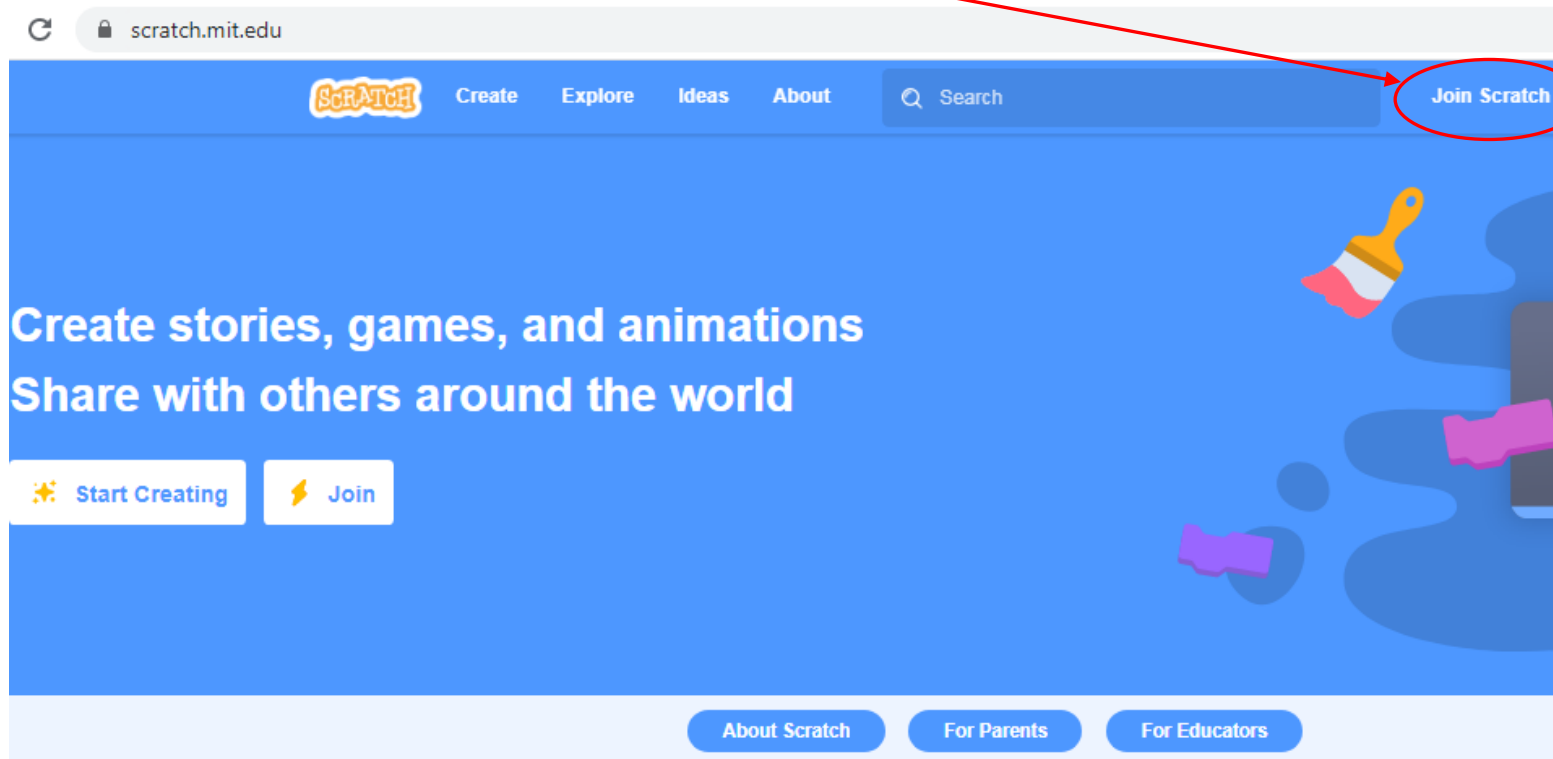 scratch.mit.edu
SCRATCH Create Explore Ideas About Search Join Scratch
Create stories, games, and animations
Share with others around the world
Start Creating Join
About Scratch For Parents For Educators